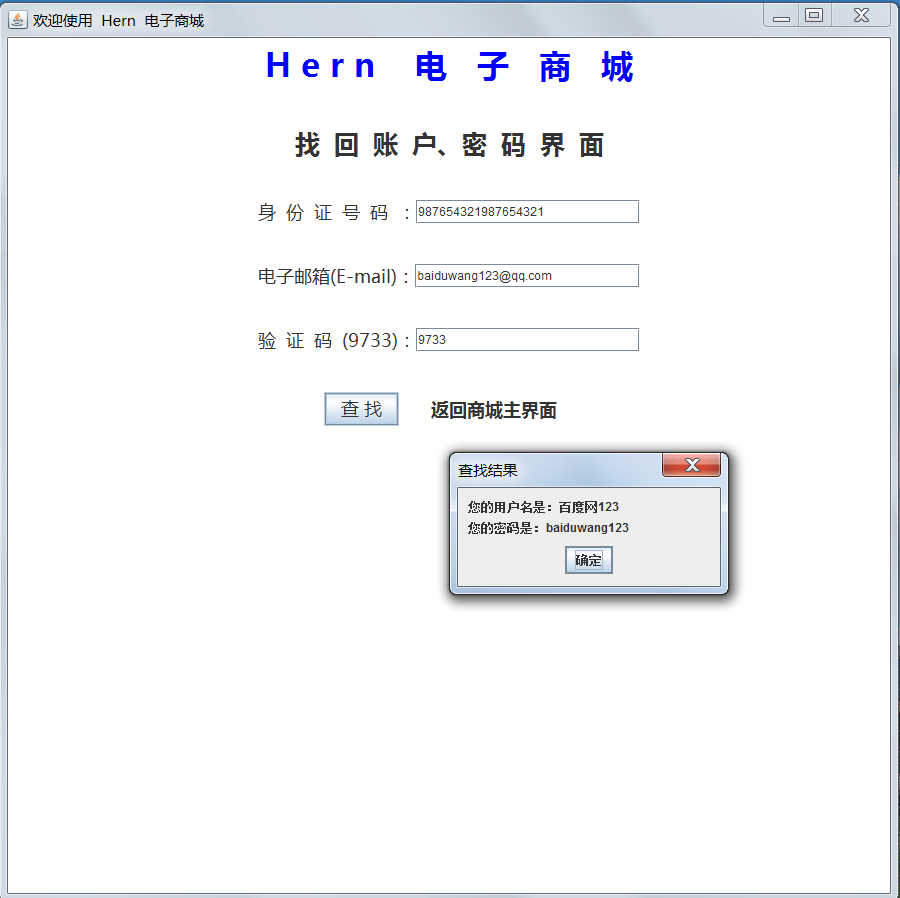 欢迎使用 Hern 电子商城
Hern 电 子 商 城
找 回 账 户、密 码 界 面
身 份 证 号 码 : 987654321987654321
电子邮箱(E-mail) : baiduwang123@qq.com
验 证 码 (9733) : 9733
查 找 返回商城主界面
查找结果
您的用户名是：百度网123
您的密码是：baiduwang123
确定